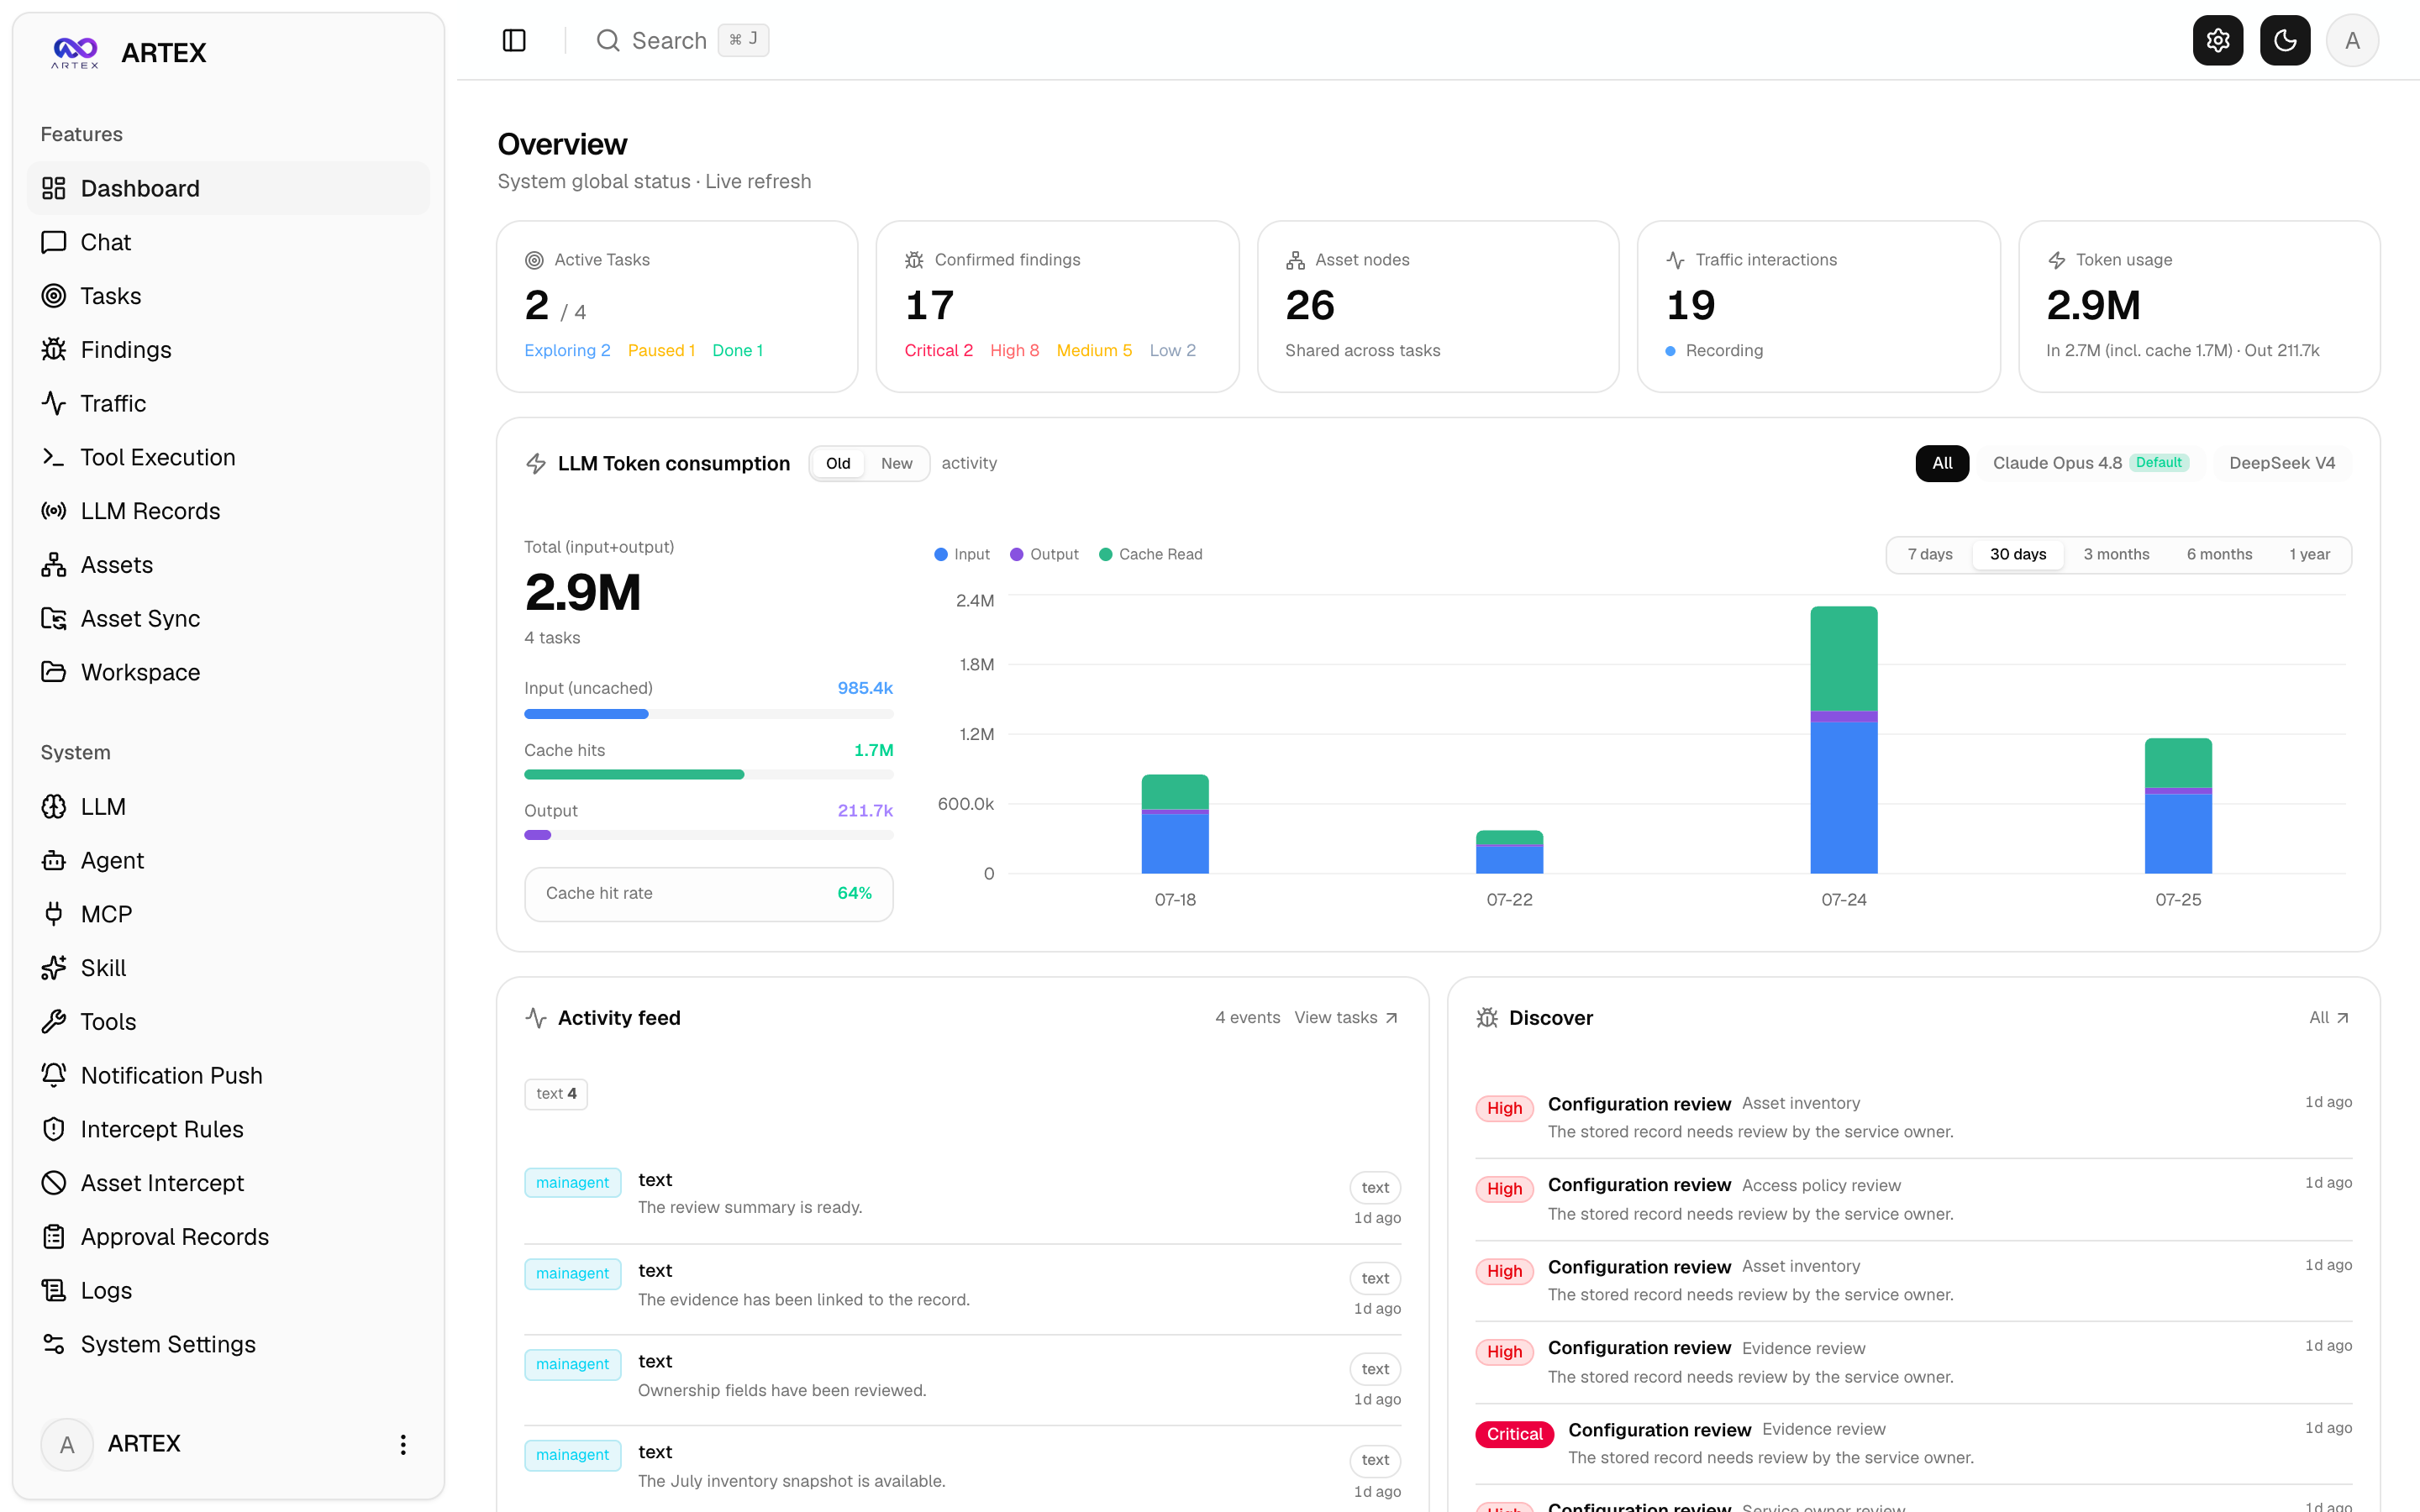 ARTEX
ARTEX
Features
Dashboard
Chat
Tasks
Findings
Traffic
Tool Execution
LLM Records
Assets
Asset Sync
Workspace
System
LLM
Agent
MCP
Skill
Tools
Notification Push
Intercept Rules
Asset Intercept
Approval Records
Logs
System Settings
A ARTEX
Search ⌘ J
A
Overview
System global status · Live refresh
Active Tasks
2 / 4
Exploring 2 Paused 1 Done 1
Confirmed findings
17
Critical 2 High 8 Medium 5 Low 2
Asset nodes
26
Shared across tasks
Traffic interactions
19
Recording
Token usage
2.9M
In 2.7M (incl. cache 1.7M) · Out 211.7k
LLM Token consumption Old New activity
All Claude Opus 4.8 Default DeepSeek V4
Total (input+output)
2.9M
4 tasks
Input (uncached) 985.4k
Cache hits 1.7M
Output 211.7k
Cache hit rate 64%
Input Output Cache Read
7 days 30 days 3 months 6 months 1 year
2.4M
1.8M
1.2M
600.0k
0
07-18 07-22 07-24 07-25
Activity feed 4 events View tasks
text 4
mainagent text text
The review summary is ready. 1d ago
mainagent text text
The evidence has been linked to the record. 1d ago
mainagent text text
Ownership fields have been reviewed. 1d ago
mainagent text text
The July inventory snapshot is available. 1d ago
Discover All
High Configuration review Asset inventory 1d ago
The stored record needs review by the service owner.
High Configuration review Access policy review 1d ago
The stored record needs review by the service owner.
High Configuration review Asset inventory 1d ago
The stored record needs review by the service owner.
High Configuration review Evidence review 1d ago
The stored record needs review by the service owner.
Critical Configuration review Evidence review 1d ago
The stored record needs review by the service owner.
High Configuration review Service owner review 1d ago